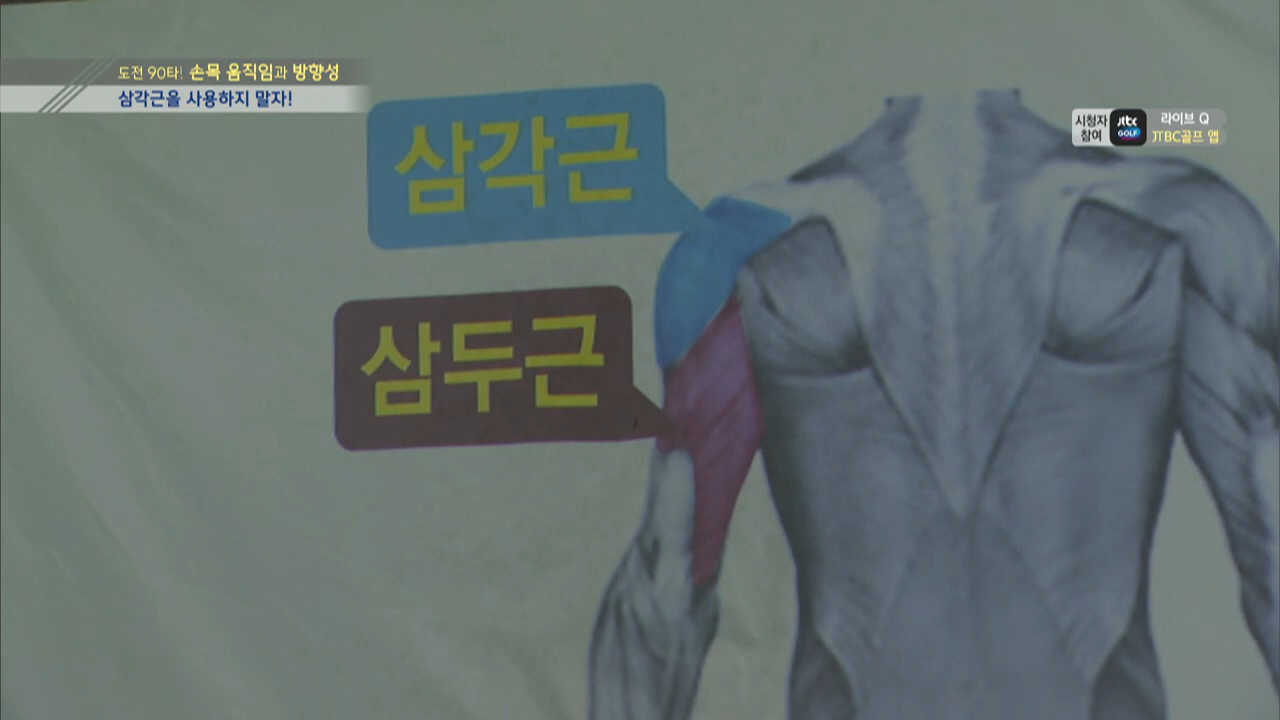 도전 90타! 손목 움직임과 방향성
삼각근을 사용하지 말자!
삼각근
삼두근
시청자
참여
JTBC
GOLF
라이브 Q
JTBC골프 앱